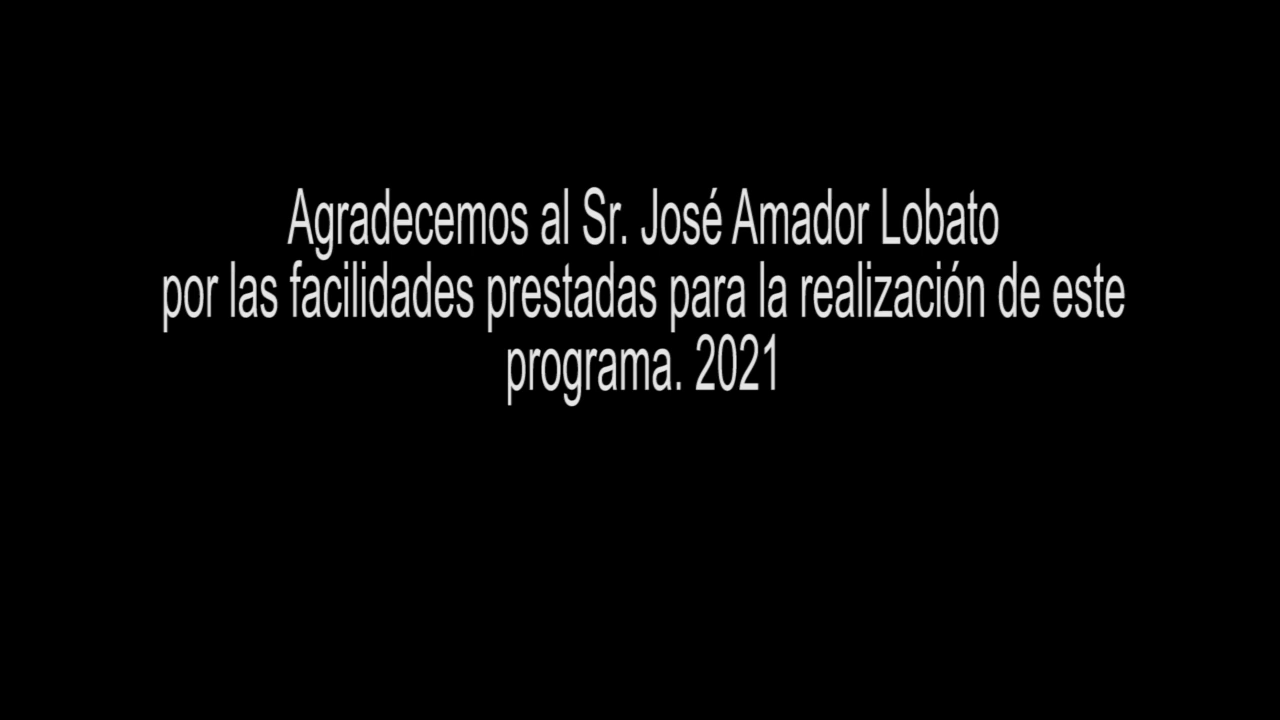 Agradecemos al Sr. José Amador Lobato
por las facilidades prestadas para la realización de este
programa. 2021